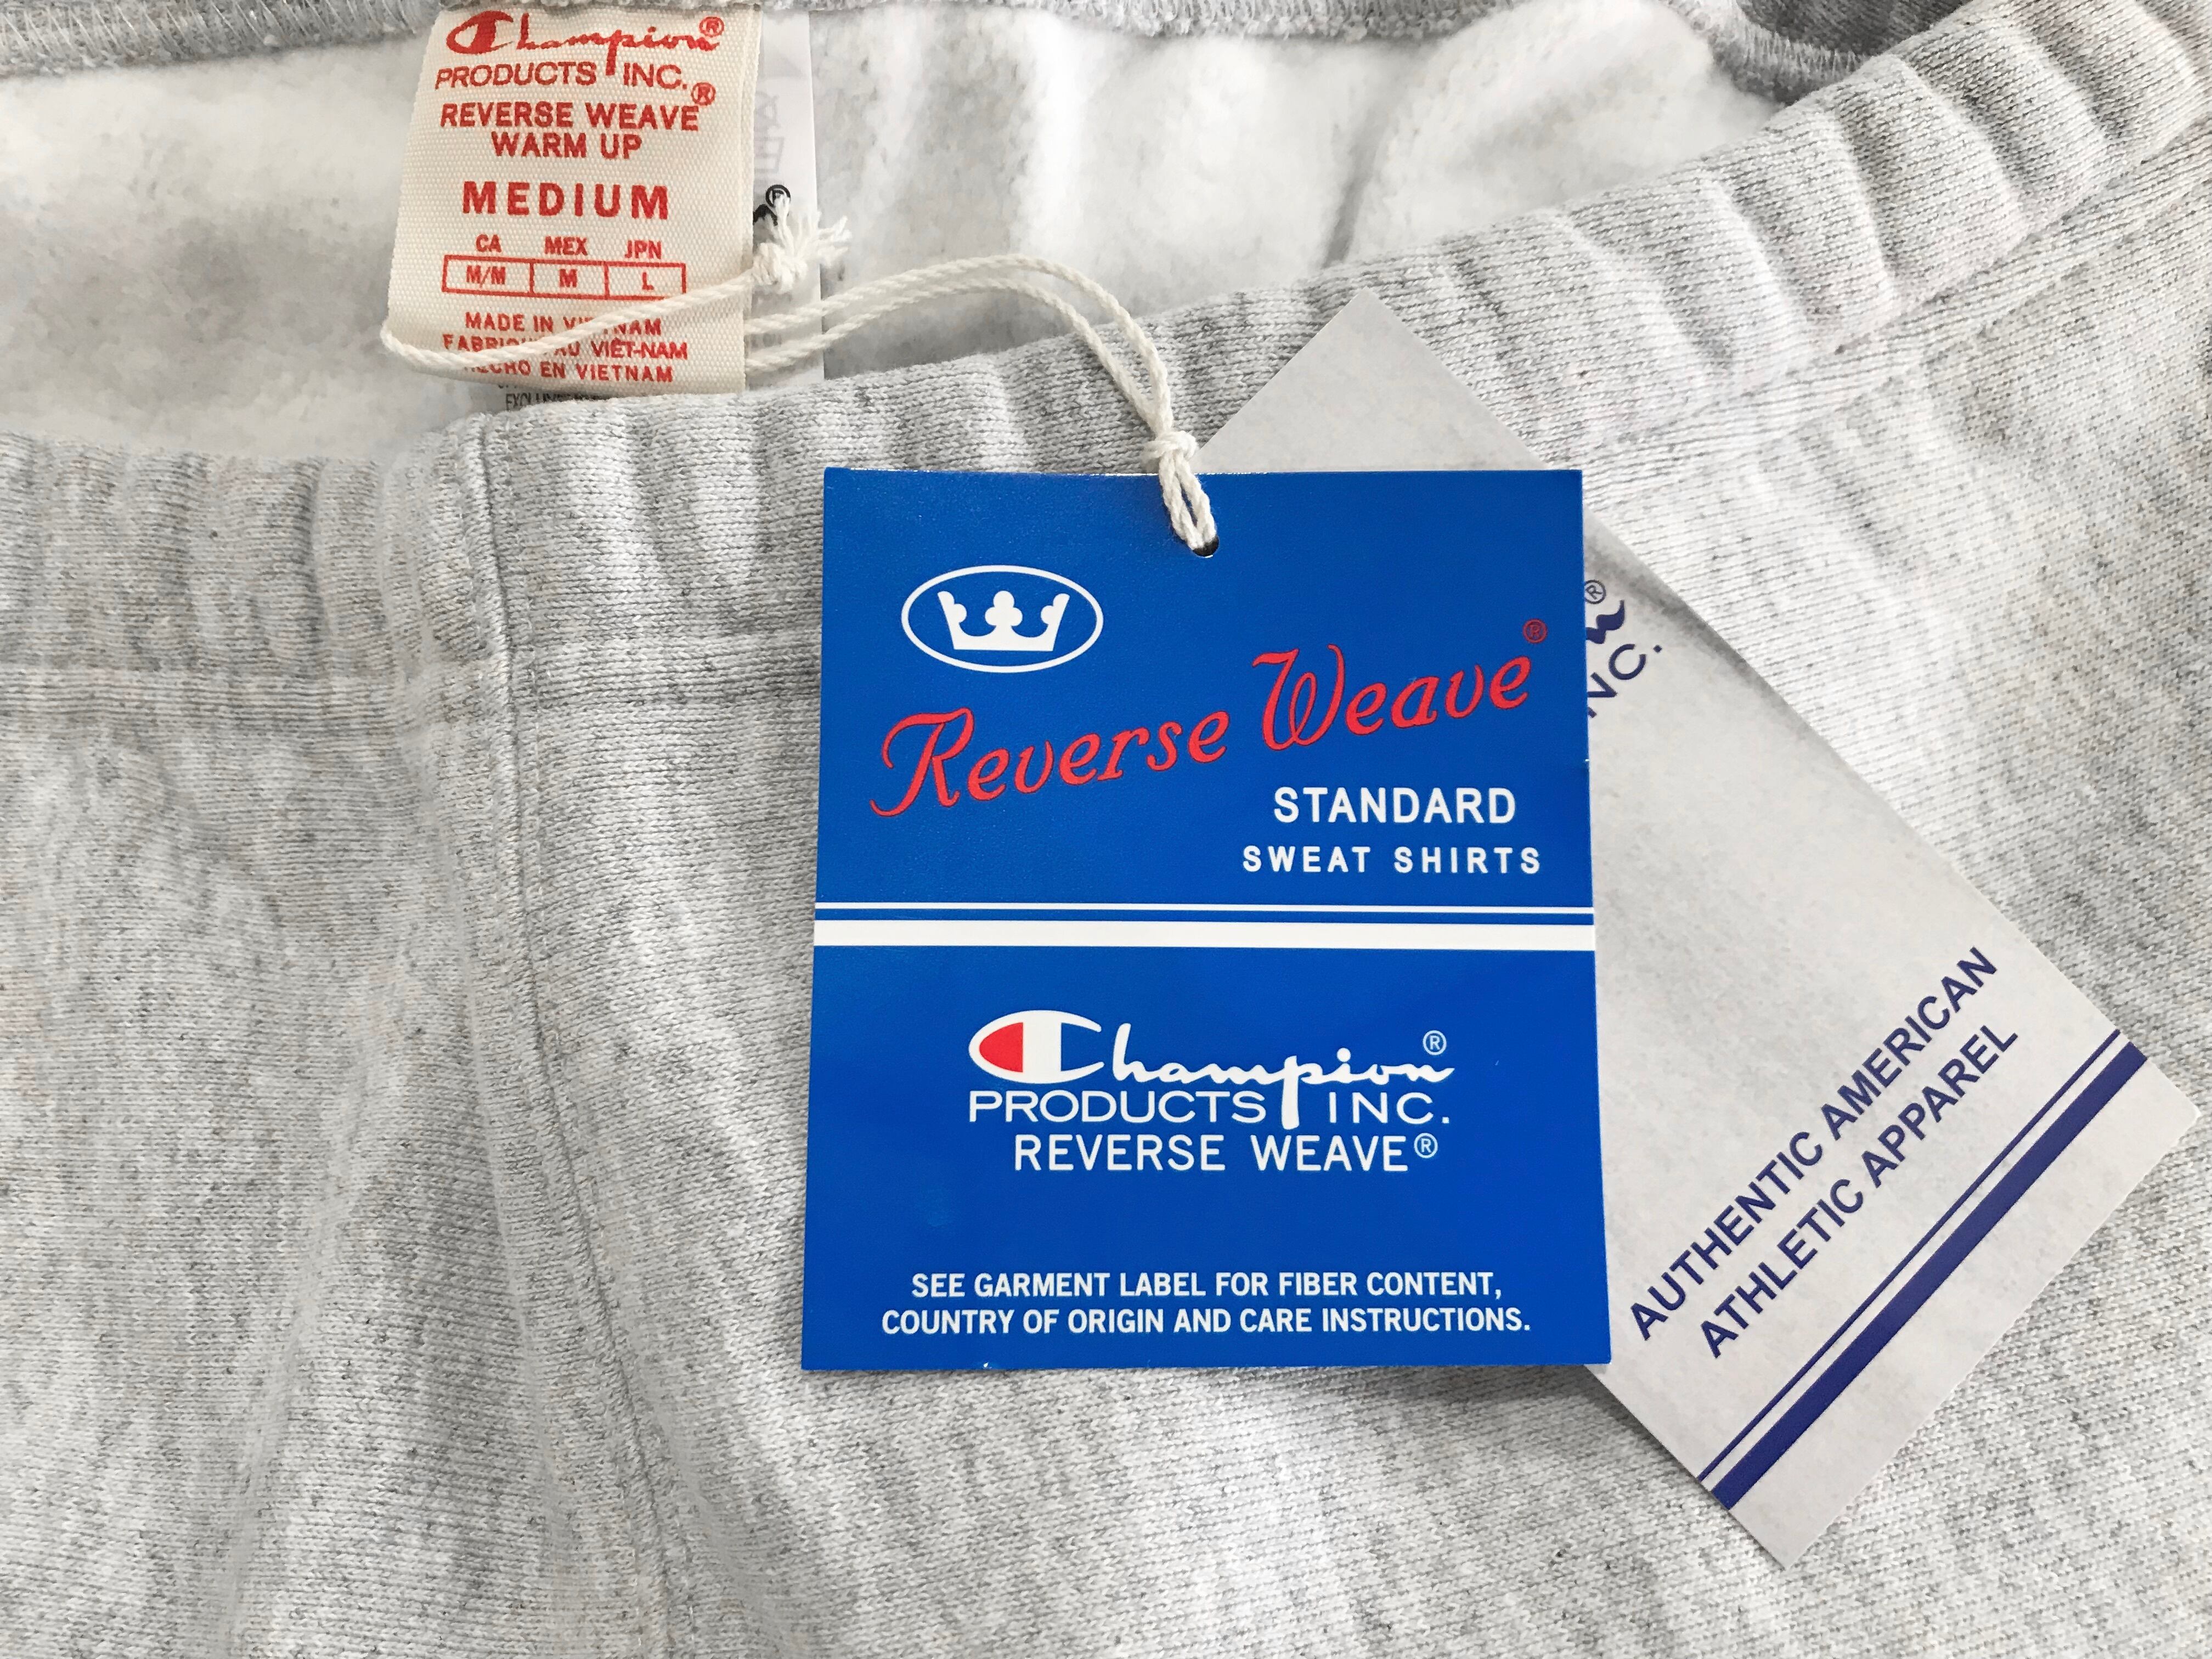 Champion®
PRODUCTS INC.
REVERSE WEAVE®
WARM UP
MEDIUM
CA MEX JPN
M/M M L
MADE IN VIETNAM
FABRIQUÉ AU VIÊT-NAM
HECHO EN VIETNAM
®
Reverse Weave®
STANDARD
SWEAT SHIRTS
Champion®
PRODUCTS INC.
REVERSE WEAVE®
SEE GARMENT LABEL FOR FIBER CONTENT,
COUNTRY OF ORIGIN AND CARE INSTRUCTIONS.
®
NC.
AUTHENTIC AMERICAN
ATHLETIC APPAREL